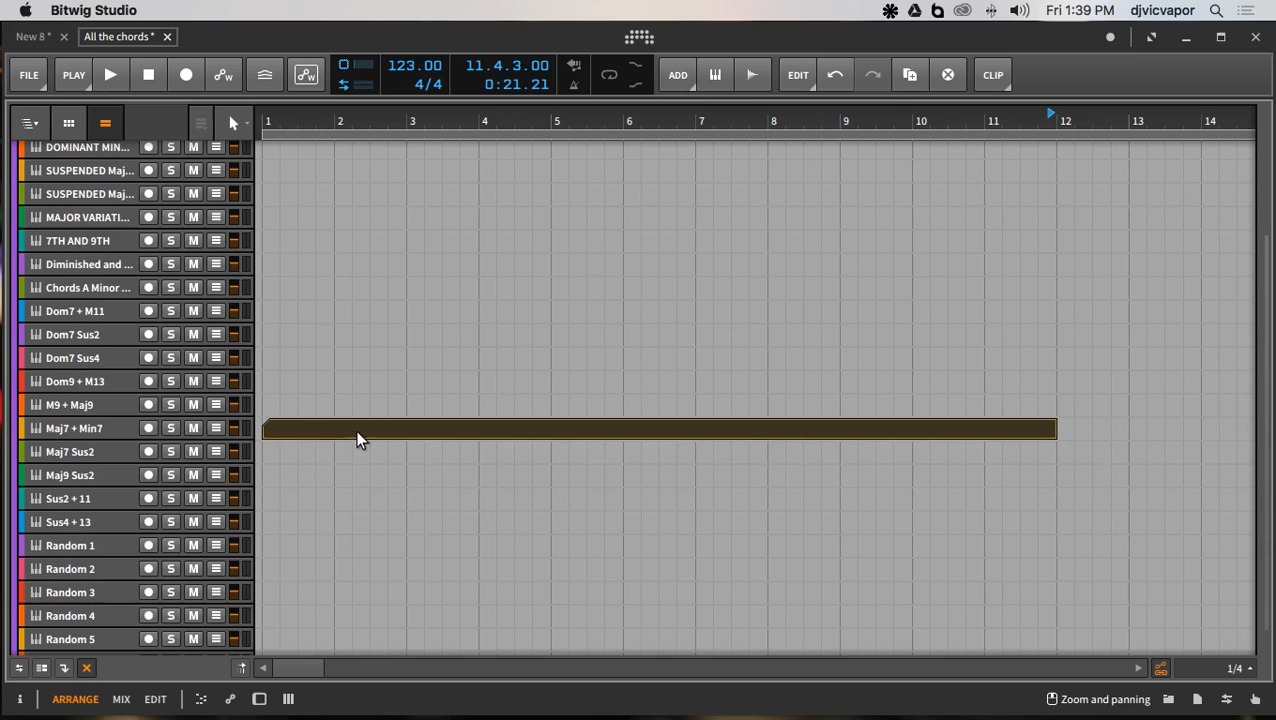 Bitwig Studio Fri 1:39 PM djvicvapor
New 8 * All the chords *
FILE PLAY 123.00 4/4 11.4.3.00 0:21.21 ADD EDIT CLIP
1 2 3 4 5 6 7 8 9 10 11 12 13 14
DOMINANT MIN...
SUSPENDED Maj... S M
SUSPENDED Maj... S M
MAJOR VARIATI... S M
7TH AND 9TH S M
Diminished and ... S M
Chords A Minor ... S M
Dom7 + M11 S M
Dom7 Sus2 S M
Dom7 Sus4 S M
Dom9 + M13 S M
M9 + Maj9 S M
Maj7 + Min7 S M
Maj7 Sus2 S M
Maj9 Sus2 S M
Sus2 + 11 S M
Sus4 + 13 S M
Random 1 S M
Random 2 S M
Random 3 S M
Random 4 S M
Random 5 S M
1/4
i ARRANGE MIX EDIT Zoom and panning